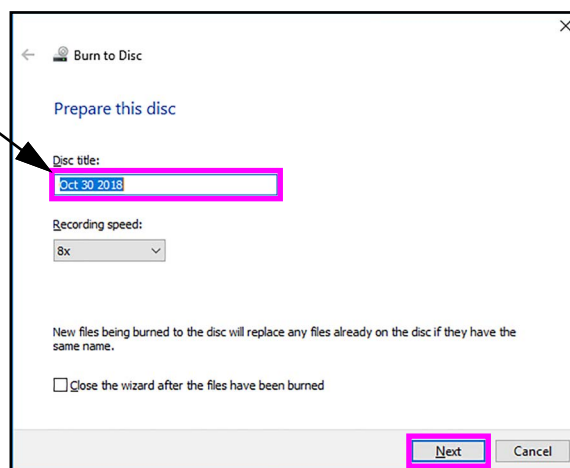 Burn to Disc
Prepare this disc
Disc title:
Oct 30 2018
Recording speed:
8x
New files being burned to the disc will replace any files already on the disc if they have the
same name.
Close the wizard after the files have been burned
Next Cancel